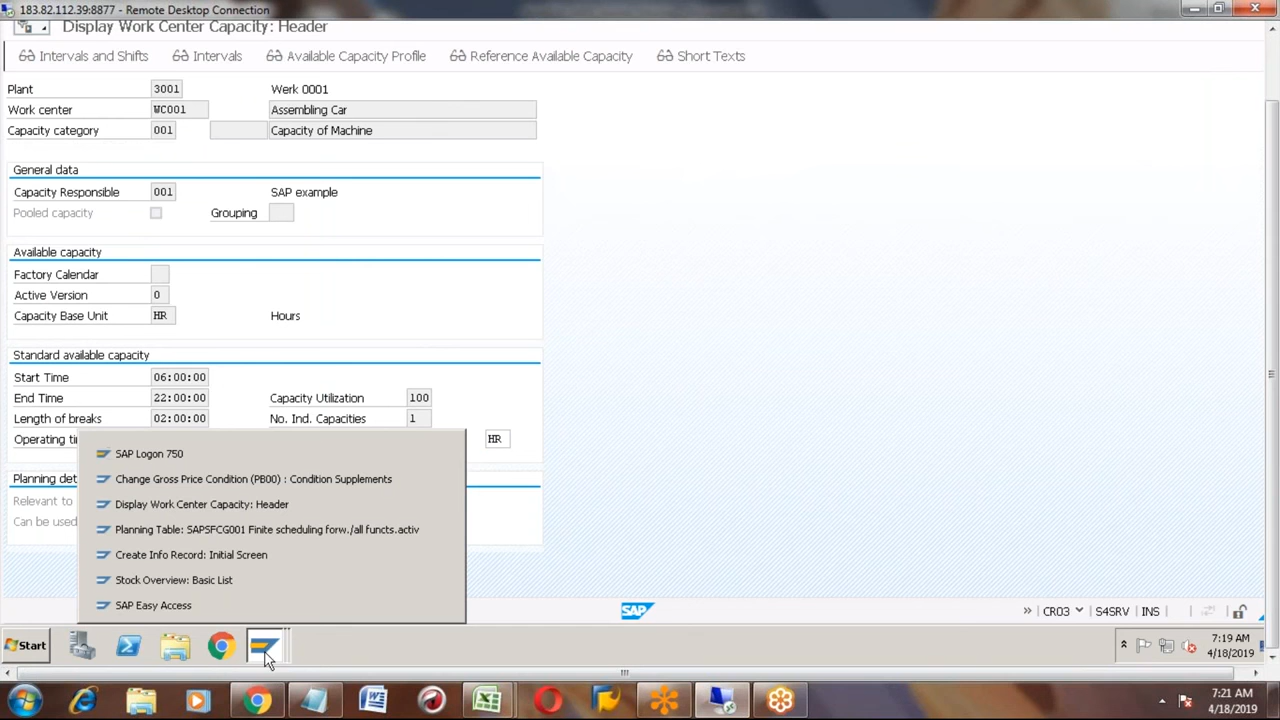 183.82.112.39:8877 - Remote Desktop Connection
Display Work Center Capacity: Header
Intervals and Shifts Intervals Available Capacity Profile Reference Available Capacity Short Texts
Plant 3001 Werk 0001
Work center WC001 Assembling Car
Capacity category 001 Capacity of Machine
General data
Capacity Responsible 001 SAP example
Pooled capacity Grouping
Available capacity
Factory Calendar
Active Version 0
Capacity Base Unit HR Hours
Standard available capacity
Start Time 06:00:00
End Time 22:00:00 Capacity Utilization 100
Length of breaks 02:00:00 No. Ind. Capacities 1
Operating ti HR
Planning det
Relevant to
Can be used
SAP Logon 750
Change Gross Price Condition (PB00) : Condition Supplements
Display Work Center Capacity: Header
Planning Table: SAPSFCG001 Finite scheduling forw./all functs.activ
Create Info Record: Initial Screen
Stock Overview: Basic List
SAP Easy Access
SAP » CR03 S4SRV INS
Start 7:19 AM
4/18/2019
7:21 AM
4/18/2019